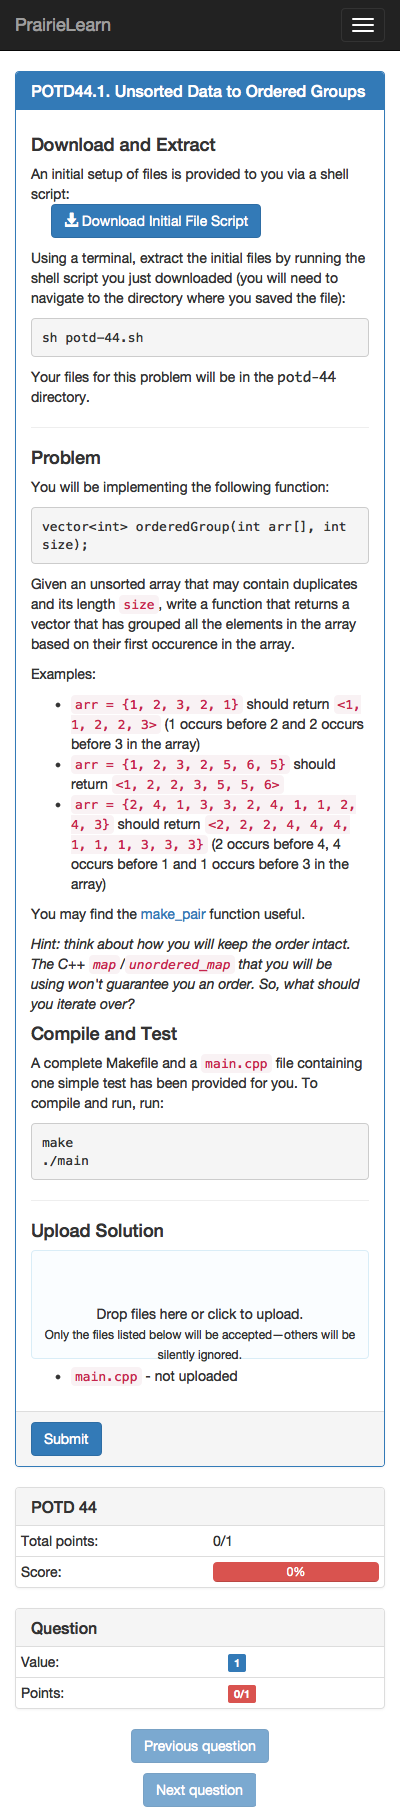 PrairieLearn
POTD44.1. Unsorted Data to Ordered Groups
Download and Extract
An initial setup of files is provided to you via a shell
script:
Download Initial File Script
Using a terminal, extract the initial files by running the
shell script you just downloaded (you will need to
navigate to the directory where you saved the file):
sh potd-44.sh
Your files for this problem will be in the potd-44
directory.
Problem
You will be implementing the following function:
vector<int> orderedGroup(int arr[], int
size);
Given an unsorted array that may contain duplicates
and its length size , write a function that returns a
vector that has grouped all the elements in the array
based on their first occurence in the array.
Examples:
• arr = {1, 2, 3, 2, 1} should return <1,
1, 2, 2, 3> (1 occurs before 2 and 2 occurs
before 3 in the array)
• arr = {1, 2, 3, 2, 5, 6, 5} should
return <1, 2, 2, 3, 5, 5, 6>
• arr = {2, 4, 1, 3, 3, 2, 4, 1, 1, 2,
4, 3} should return <2, 2, 2, 4, 4, 4,
1, 1, 1, 3, 3, 3} (2 occurs before 4, 4
occurs before 1 and 1 occurs before 3 in the
array)
You may find the make_pair function useful.
Hint: think about how you will keep the order intact.
The C++ map / unordered_map that you will be
using won't guarantee you an order. So, what should
you iterate over?
Compile and Test
A complete Makefile and a main.cpp file containing
one simple test has been provided for you. To
compile and run, run:
make
./main
Upload Solution
Drop files here or click to upload.
Only the files listed below will be accepted—others will be
silently ignored.
• main.cpp - not uploaded
Submit
POTD 44
Total points: 0/1
Score: 0%
Question
Value: 1
Points: 0/1
Previous question
Next question